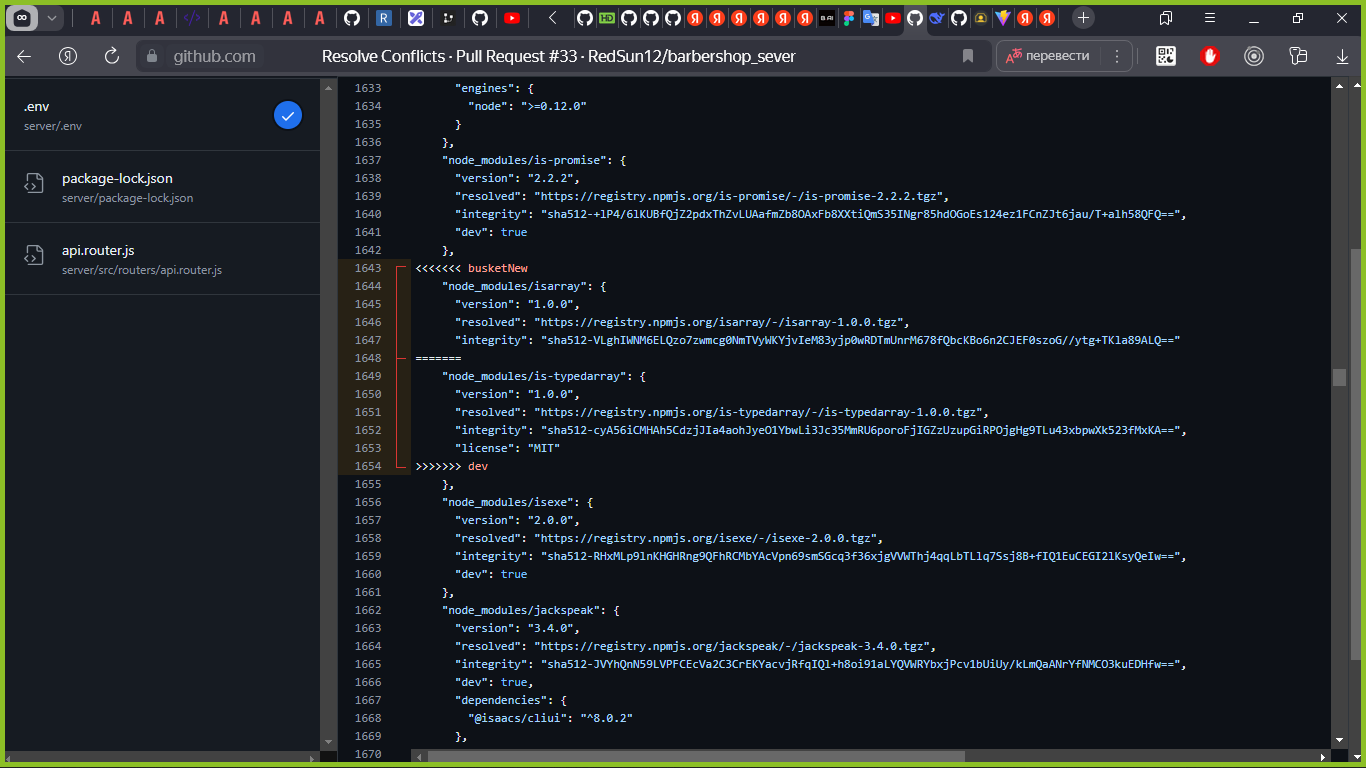 github.com
Resolve Conflicts · Pull Request #33 · RedSun12/barbershop_sever
перевести
.env
server/.env
package-lock.json
server/package-lock.json
api.router.js
server/src/routers/api.router.js
1633 "engines": {
1634 "node": ">=0.12.0"
1635 }
1636 },
1637 "node_modules/is-promise": {
1638 "version": "2.2.2",
1639 "resolved": "https://registry.npmjs.org/is-promise/-/is-promise-2.2.2.tgz",
1640 "integrity": "sha512-+lP4/6lKUBfQjZ2pdxThZvLUAafmZb8OAxFb8XXtiQmS35INgr85hdOGoEs124ez1FCnZJt6jau/T+alh58QFQ==",
1641 "dev": true
1642 },
1643 <<<<<<< busketNew
1644 "node_modules/isarray": {
1645 "version": "1.0.0",
1646 "resolved": "https://registry.npmjs.org/isarray/-/isarray-1.0.0.tgz",
1647 "integrity": "sha512-VLghIWNM6ELQzo7zwmcg0NmTVyWKYjvIeM83yjp0wRDTmUnrM678fQbcKBo6n2CJEF0szoG//ytg+TKla89ALQ=="
1648 =======
1649 "node_modules/is-typedarray": {
1650 "version": "1.0.0",
1651 "resolved": "https://registry.npmjs.org/is-typedarray/-/is-typedarray-1.0.0.tgz",
1652 "integrity": "sha512-cyA56iCMHAh5CdzjJIa4aohJyeO1YbwLi3Jc35MmRU6poroFjIGZzUzupGiRPOjgHg9TLu43xbpwXk523fMxKA==",
1653 "license": "MIT"
1654 >>>>>>> dev
1655 },
1656 "node_modules/isexe": {
1657 "version": "2.0.0",
1658 "resolved": "https://registry.npmjs.org/isexe/-/isexe-2.0.0.tgz",
1659 "integrity": "sha512-RHxMLp9lnKHGHRng9QFhRCMbYAcVpn69smSGcq3f36xjgVVWThj4qqLbTLlq7Ssj8B+fIQ1EuCEGI2lKsyQeIw==",
1660 "dev": true
1661 },
1662 "node_modules/jackspeak": {
1663 "version": "3.4.0",
1664 "resolved": "https://registry.npmjs.org/jackspeak/-/jackspeak-3.4.0.tgz",
1665 "integrity": "sha512-JVYhQnN59LVPFCEcVa2C3CrEKYacvjRfqIQl+h8oi91aLYQVWRYbxjPcv1bUiUy/kLmQaANrYfNMCO3kuEDHfw==",
1666 "dev": true,
1667 "dependencies": {
1668 "@isaacs/cliui": "^8.0.2"
1669 },
1670